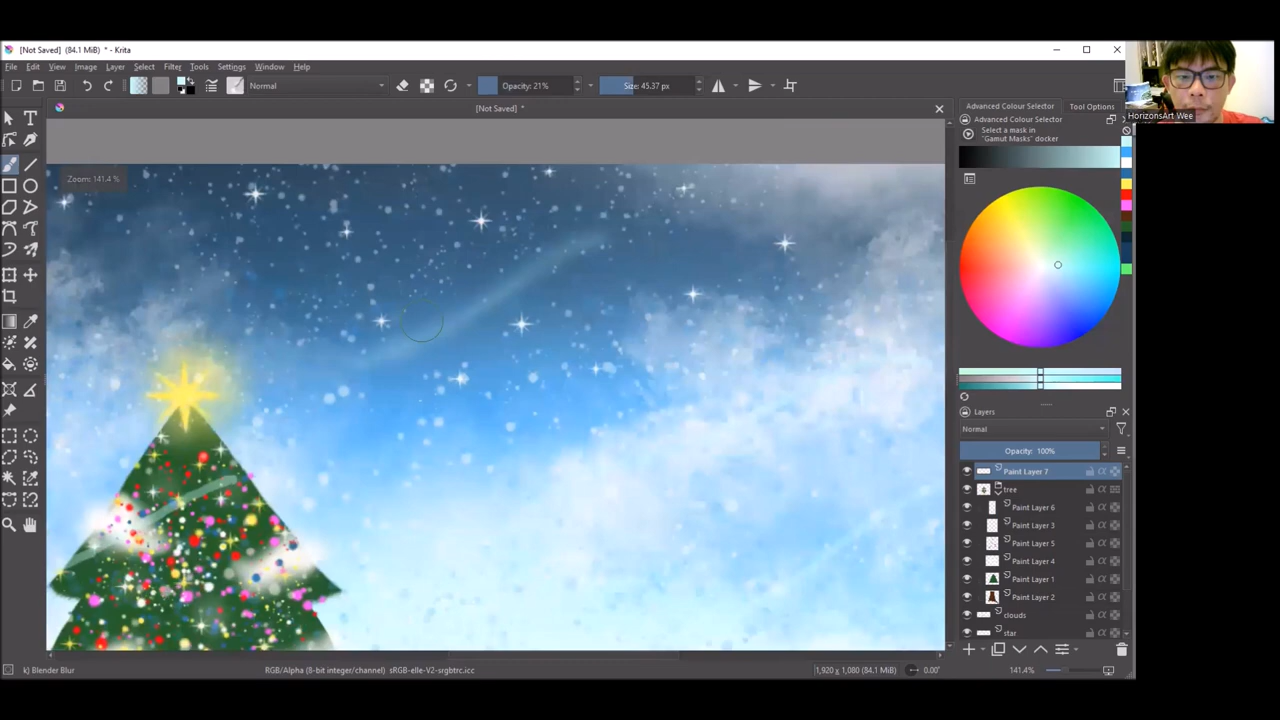 [Not Saved] (84.1 MiB) * - Krita
File Edit View Image Layer Select Filter Tools Settings Window Help
Normal Opacity: 21% Size: 45.37 px
[Not Saved] *
Advanced Colour Selector Tool Options
HorizonsArt Wee
Advanced Colour Selector
Select a mask in
"Gamut Masks" docker
Zoom: 141.4 %
Layers
Normal
Opacity: 100%
Paint Layer 7
tree
Paint Layer 6
Paint Layer 3
Paint Layer 5
Paint Layer 4
Paint Layer 1
Paint Layer 2
clouds
star
k) Blender Blur RGB/Alpha (8-bit integer/channel) sRGB-elle-V2-srgbtrc.icc 1,920 x 1,080 (84.1 MiB) 0.00° 141.4%